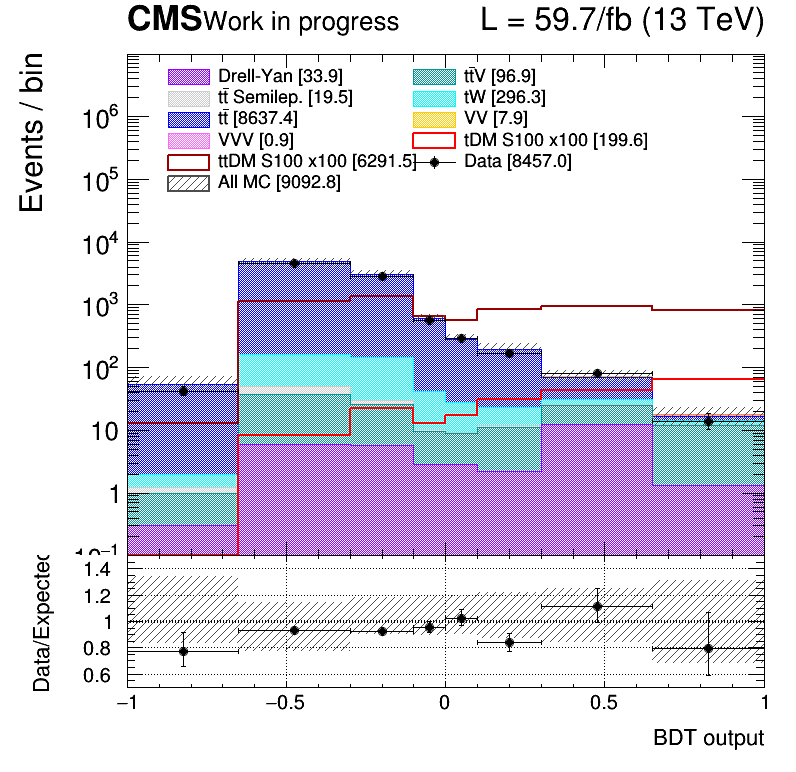 CMS Work in progress L = 59.7/fb (13 TeV)
Events / bin
Drell-Yan [33.9] tt̄V [96.9]
tt̄ Semilep. [19.5] tW [296.3]
tt̄ [8637.4] VV [7.9]
VVV [0.9] tDM S100 x100 [199.6]
ttDM S100 x100 [6291.5] Data [8457.0]
All MC [9092.8]
10⁶
10⁵
10⁴
10³
10²
10
1
10⁻¹
Data/Expected
1.4
1.2
1
0.8
0.6
−1 −0.5 0 0.5 1
BDT output